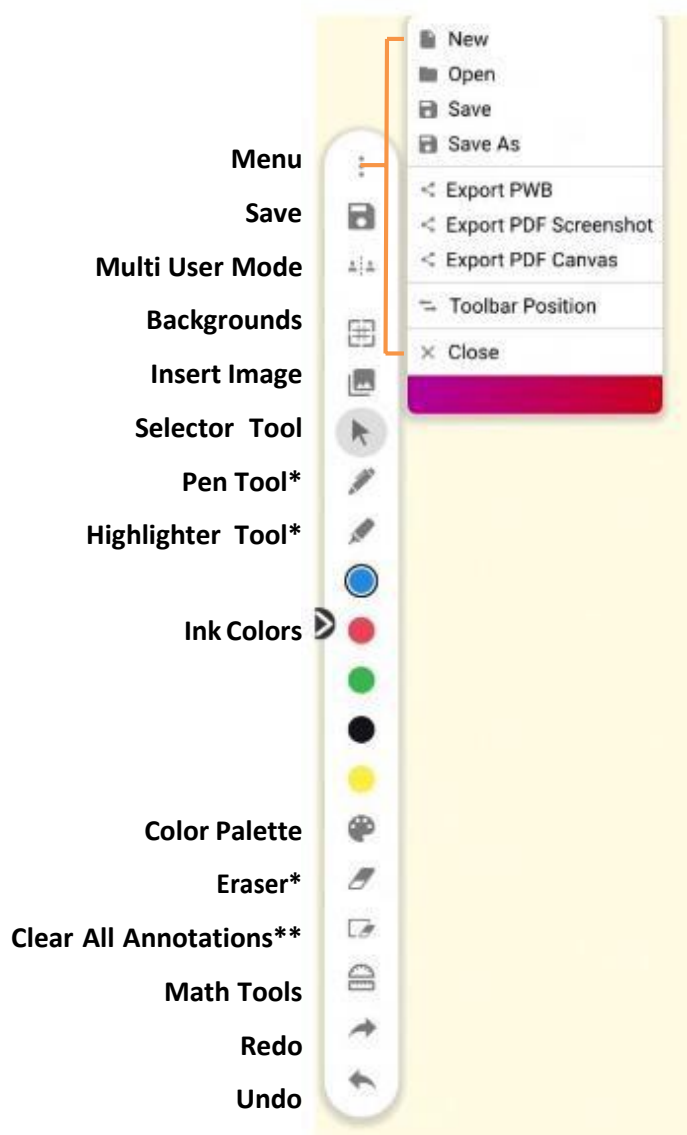 New
Open
Save
Save As
Export PWB
Export PDF Screenshot
Export PDF Canvas
Toolbar Position
Close
Menu
Save
Multi User Mode
Backgrounds
Insert Image
Selector Tool
Pen Tool*
Highlighter Tool*
Ink Colors
Color Palette
Eraser*
Clear All Annotations**
Math Tools
Redo
Undo